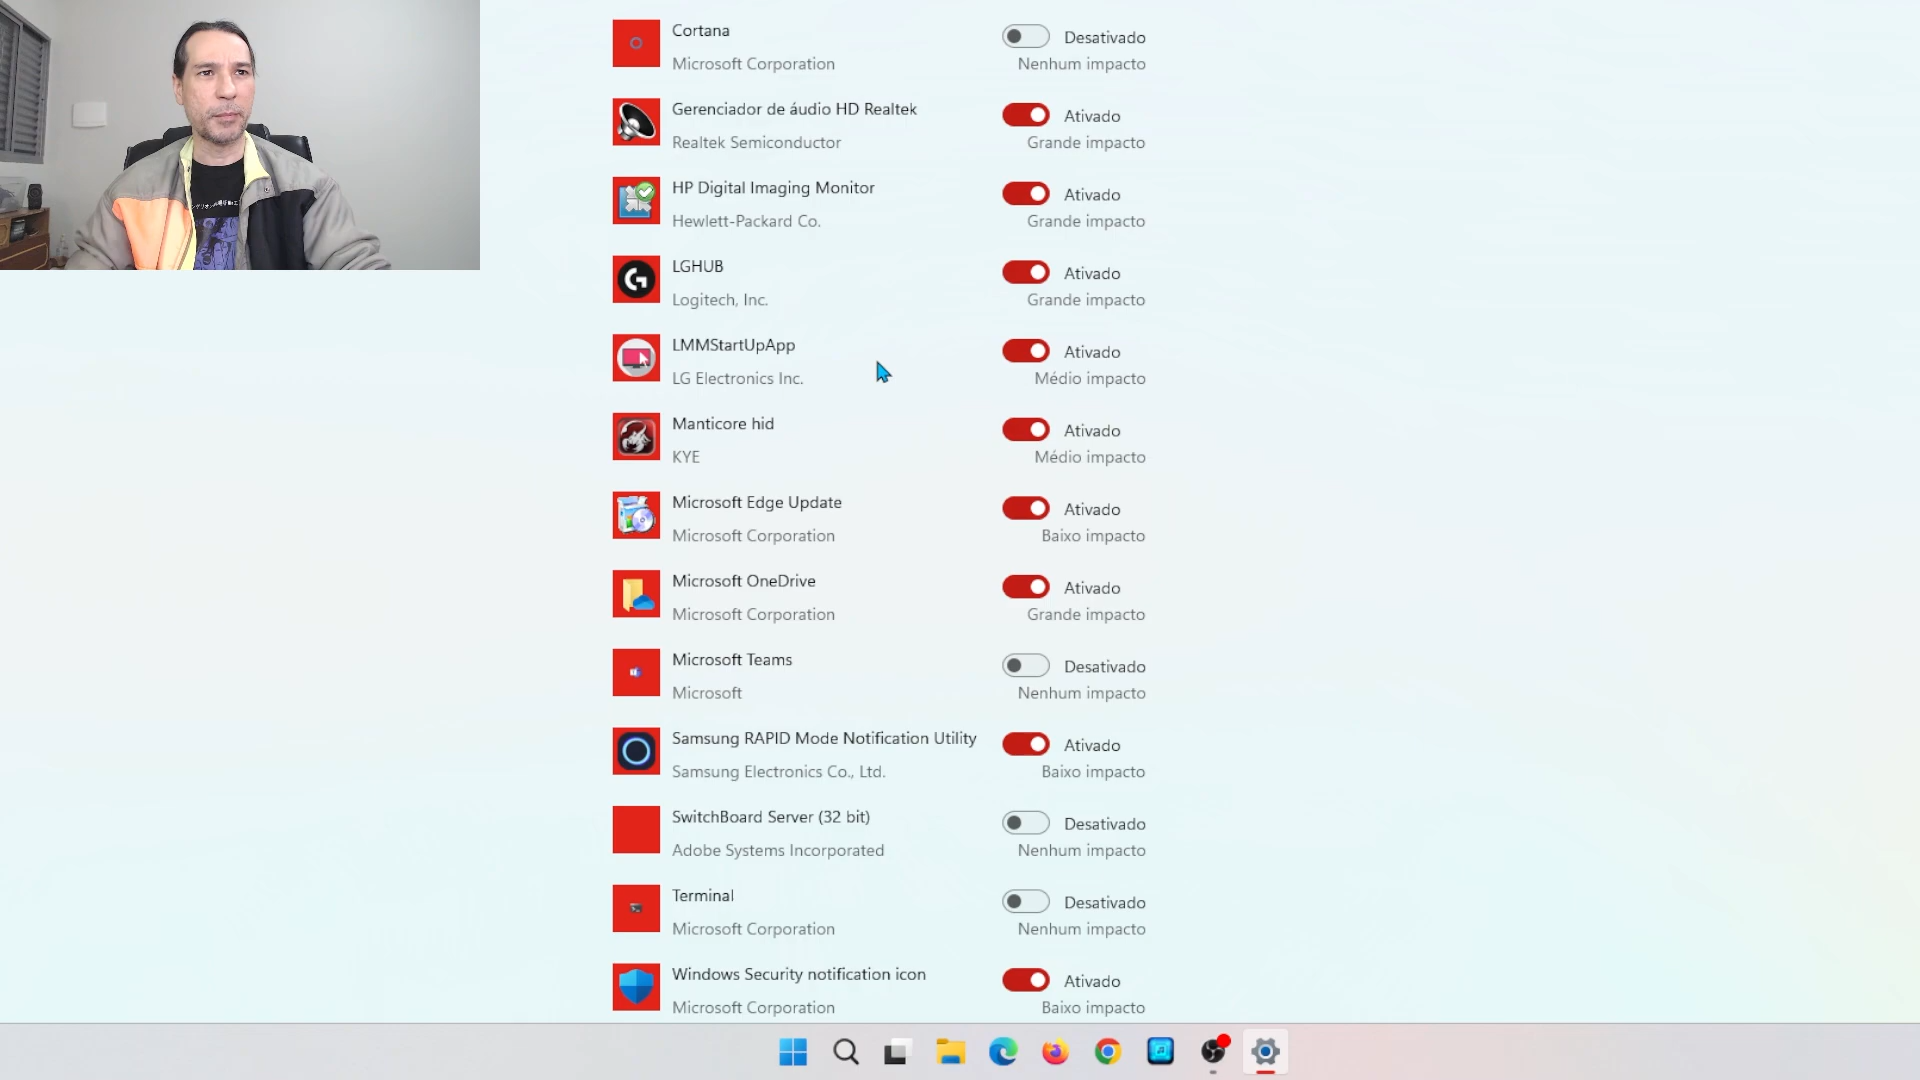 Cortana
Desativado
Microsoft Corporation
Nenhum impacto
Gerenciador de áudio HD Realtek
Ativado
Realtek Semiconductor
Grande impacto
HP Digital Imaging Monitor
Ativado
Hewlett-Packard Co.
Grande impacto
LGHUB
Ativado
Logitech, Inc.
Grande impacto
LMMStartUpApp
Ativado
LG Electronics Inc.
Médio impacto
Manticore hid
Ativado
KYE
Médio impacto
Microsoft Edge Update
Ativado
Microsoft Corporation
Baixo impacto
Microsoft OneDrive
Ativado
Microsoft Corporation
Grande impacto
Microsoft Teams
Desativado
Microsoft
Nenhum impacto
Samsung RAPID Mode Notification Utility
Ativado
Samsung Electronics Co., Ltd.
Baixo impacto
SwitchBoard Server (32 bit)
Desativado
Adobe Systems Incorporated
Nenhum impacto
Terminal
Desativado
Microsoft Corporation
Nenhum impacto
Windows Security notification icon
Ativado
Microsoft Corporation
Baixo impacto